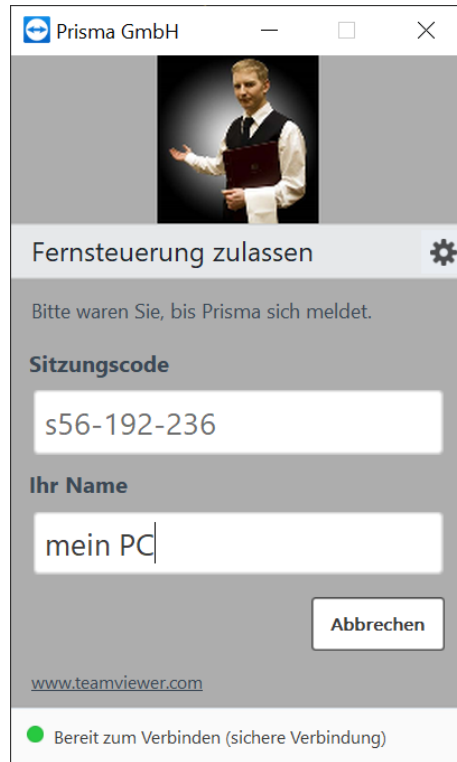 Prisma GmbH
Fernsteuerung zulassen
Bitte waren Sie, bis Prisma sich meldet.
Sitzungscode
s56-192-236
Ihr Name
mein PC
Abbrechen
www.teamviewer.com
Bereit zum Verbinden (sichere Verbindung)